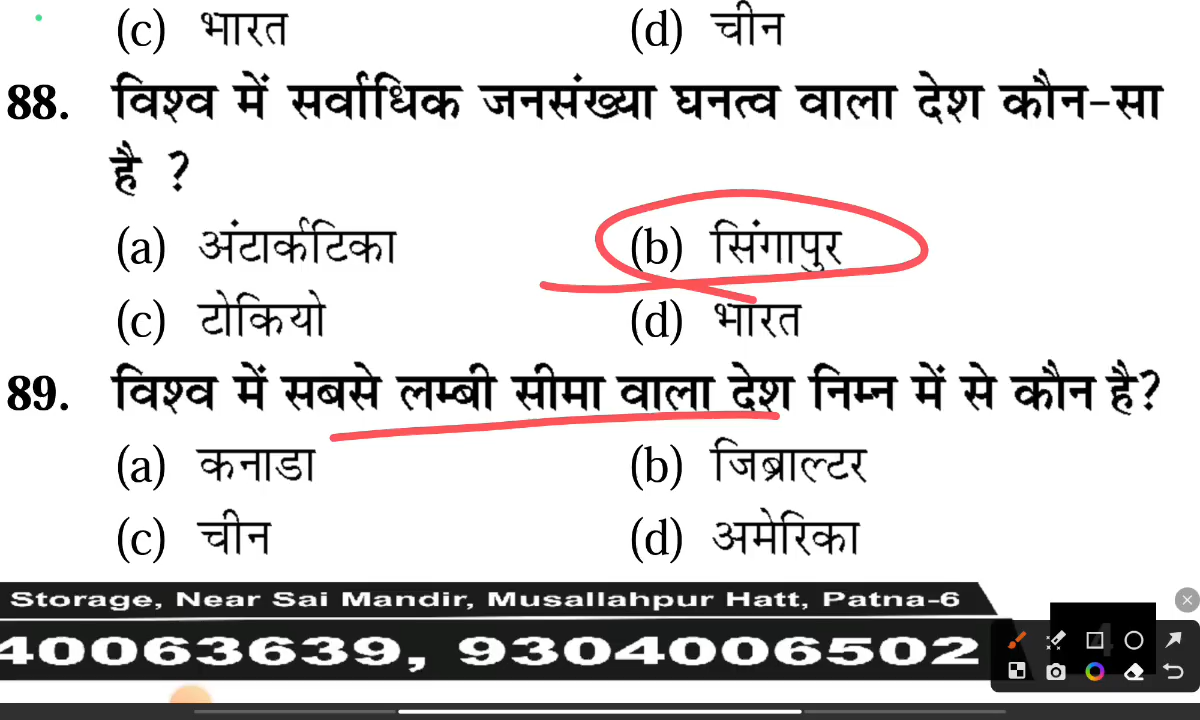 (c) भारत (d) चीन
88. विश्व में सर्वाधिक जनसंख्या घनत्व वाला देश कौन-सा
है ?
(a) अंटार्कटिका (b) सिंगापुर
(c) टोकियो (d) भारत
89. विश्व में सबसे लम्बी सीमा वाला देश निम्न में से कौन है?
(a) कनाडा (b) जिब्राल्टर
(c) चीन (d) अमेरिका
Storage, Near Sai Mandir, Musallahpur Hatt, Patna-6
40063639, 9304006502